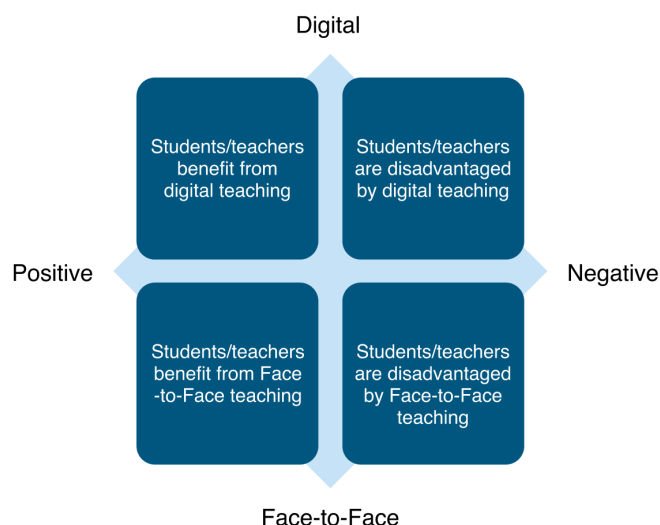 Digital
Students/teachers
benefit from
digital teaching
Students/teachers
are disadvantaged
by digital teaching
Positive
Negative
Students/teachers
benefit from Face
-to-Face teaching
Students/teachers
are disadvantaged
by Face-to-Face
teaching
Face-to-Face